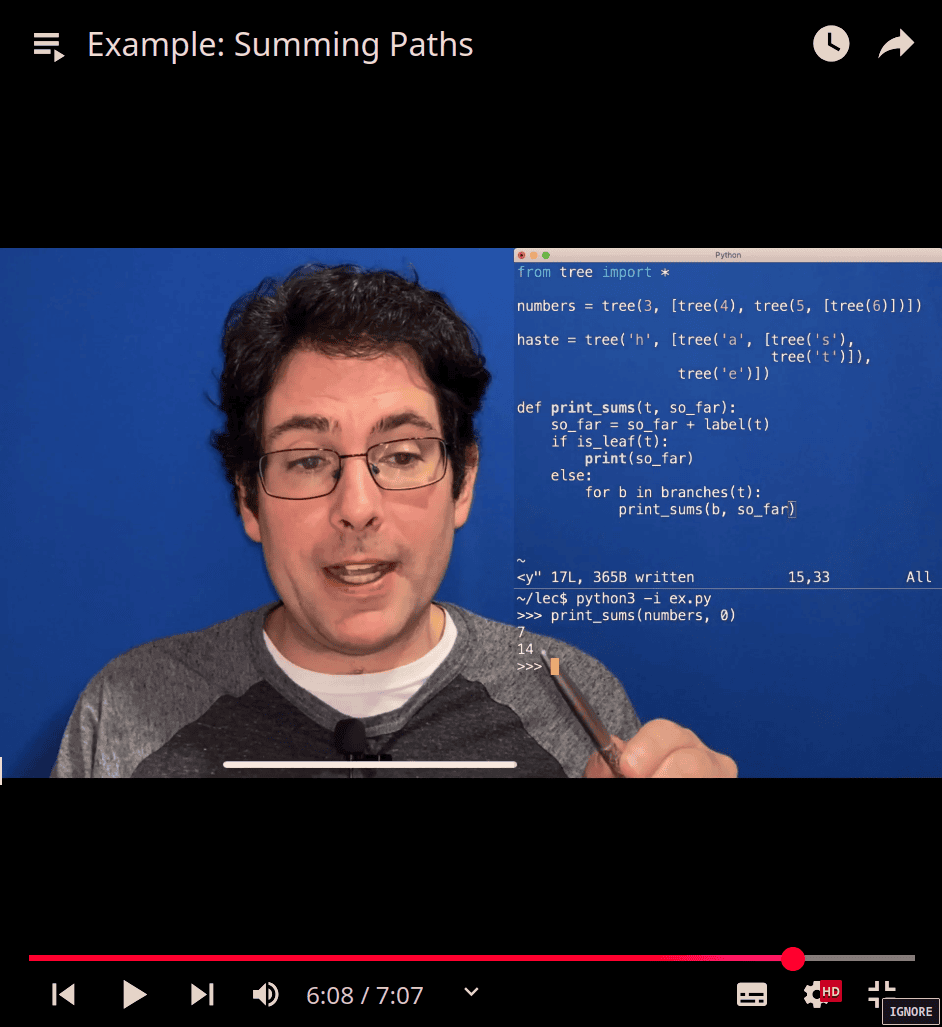 Example: Summing Paths
Python
from tree import *
numbers = tree(3, [tree(4), tree(5, [tree(6)])])
haste = tree('h', [tree('a', [tree('s'),
                              tree('t')]),
                   tree('e')])
def print_sums(t, so_far):
    so_far = so_far + label(t)
    if is_leaf(t):
        print(so_far)
    else:
        for b in branches(t):
            print_sums(b, so_far)
~
<y" 17L, 365B written 15,33 All
~/lec$ python3 -i ex.py
>>> print_sums(numbers, 0)
7
14
>>>
6:08 / 7:07
HD
IGNORE